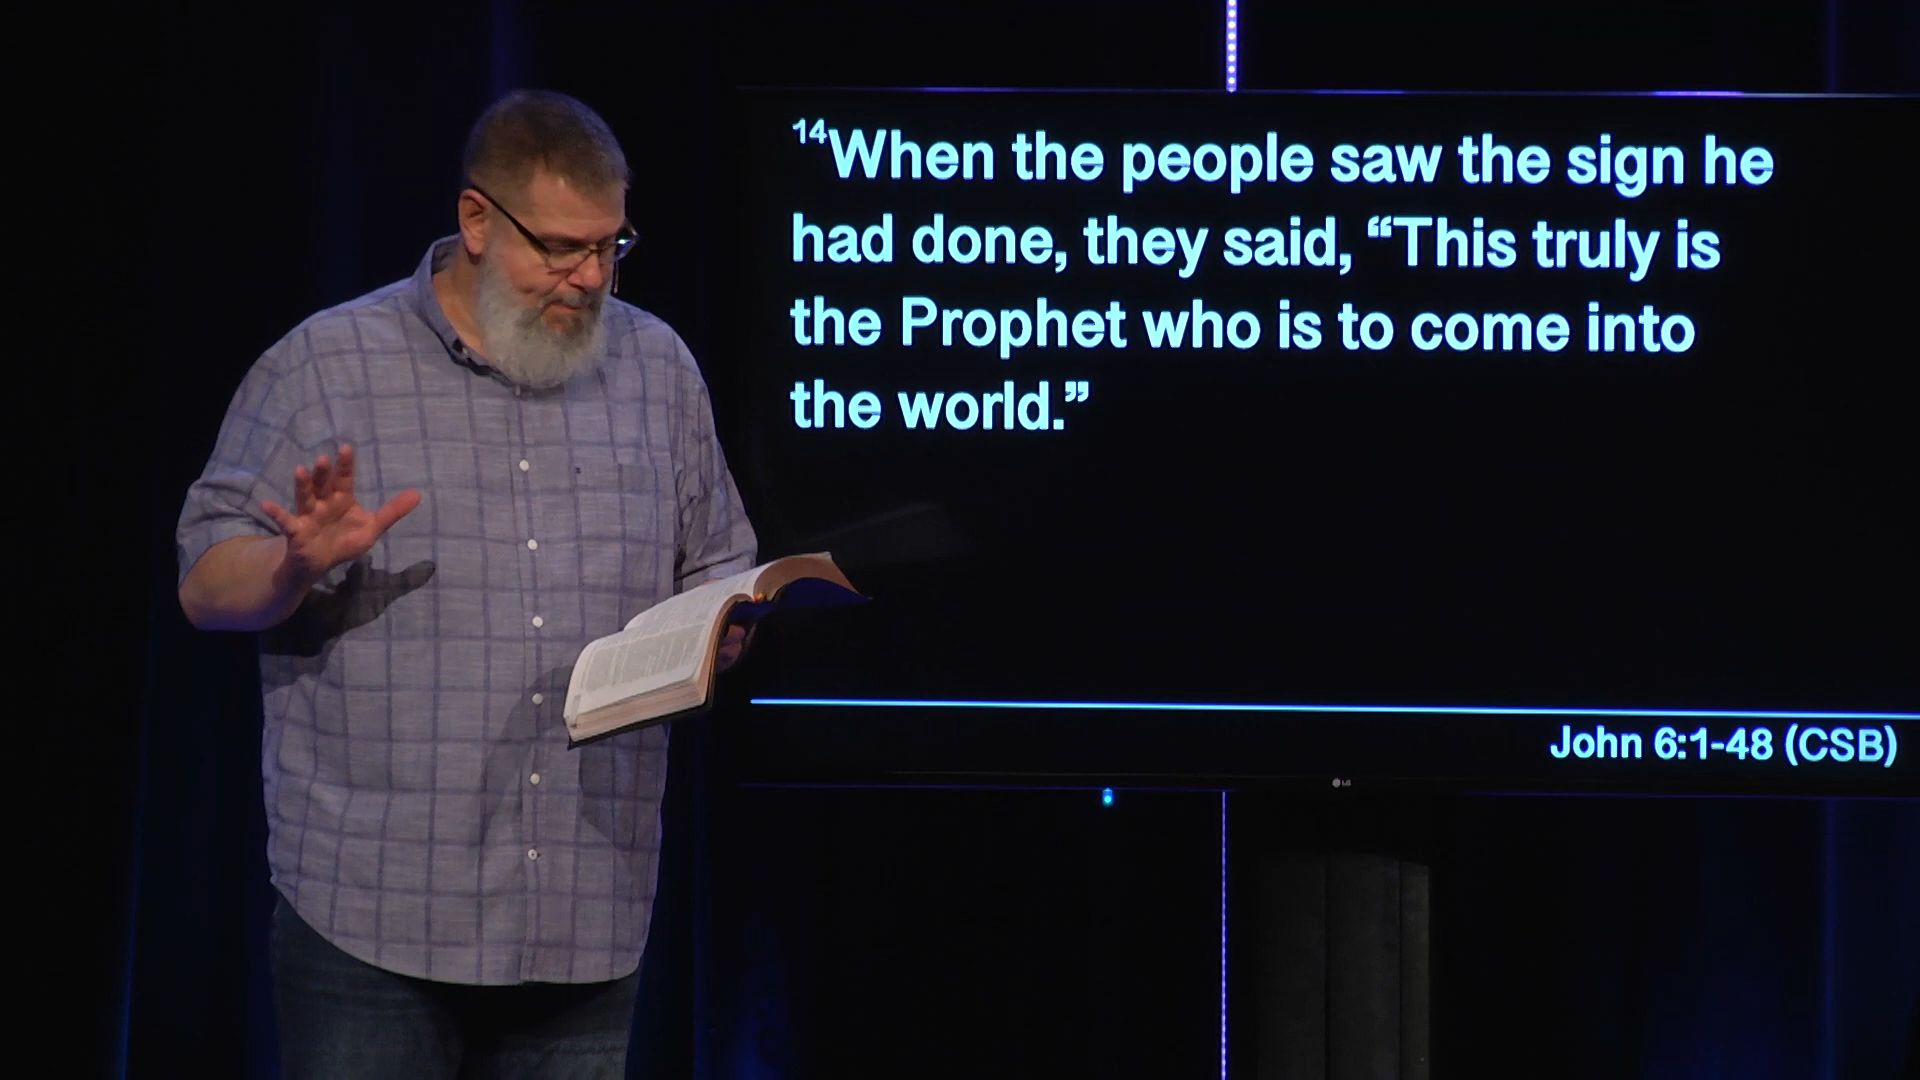 ¹⁴When the people saw the sign he
had done, they said, “This truly is
the Prophet who is to come into
the world.”
John 6:1-48 (CSB)
LG